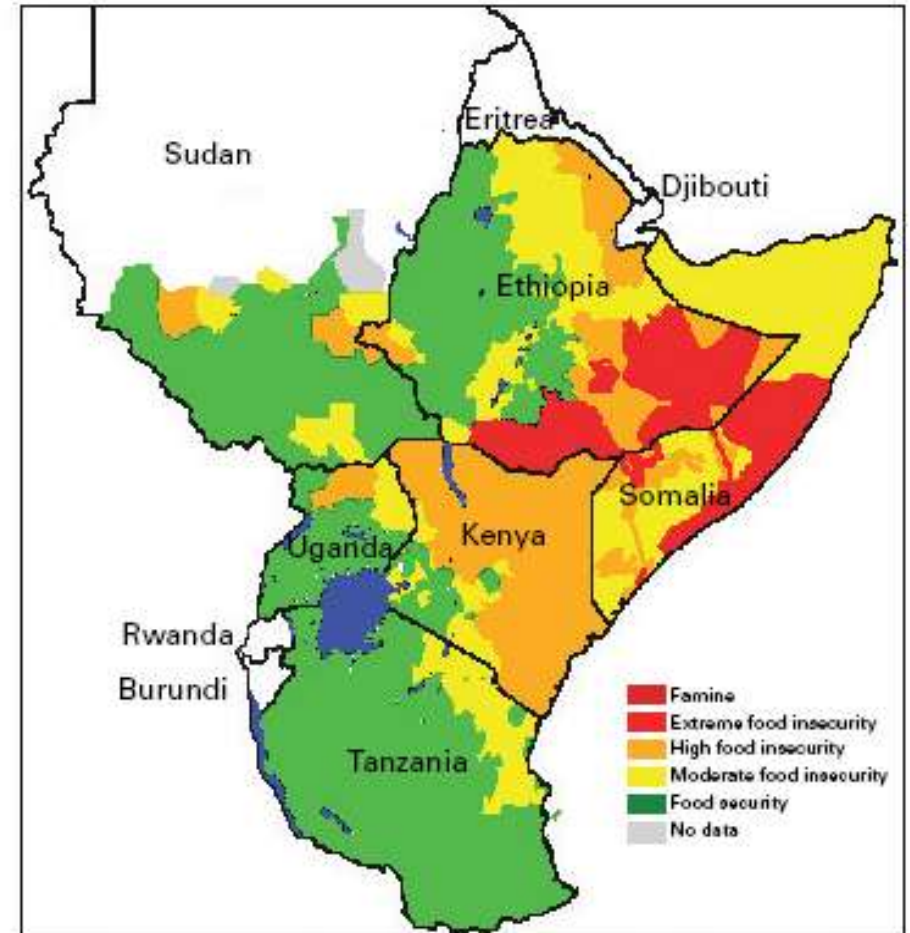 Eritrea
Sudan
Djibouti
Ethiopia
Somalia
Uganda
Kenya
Rwanda
Burundi
Tanzania
Famine
Extreme food insecurity
High food insecurity
Moderate food insecurity
Food security
No data